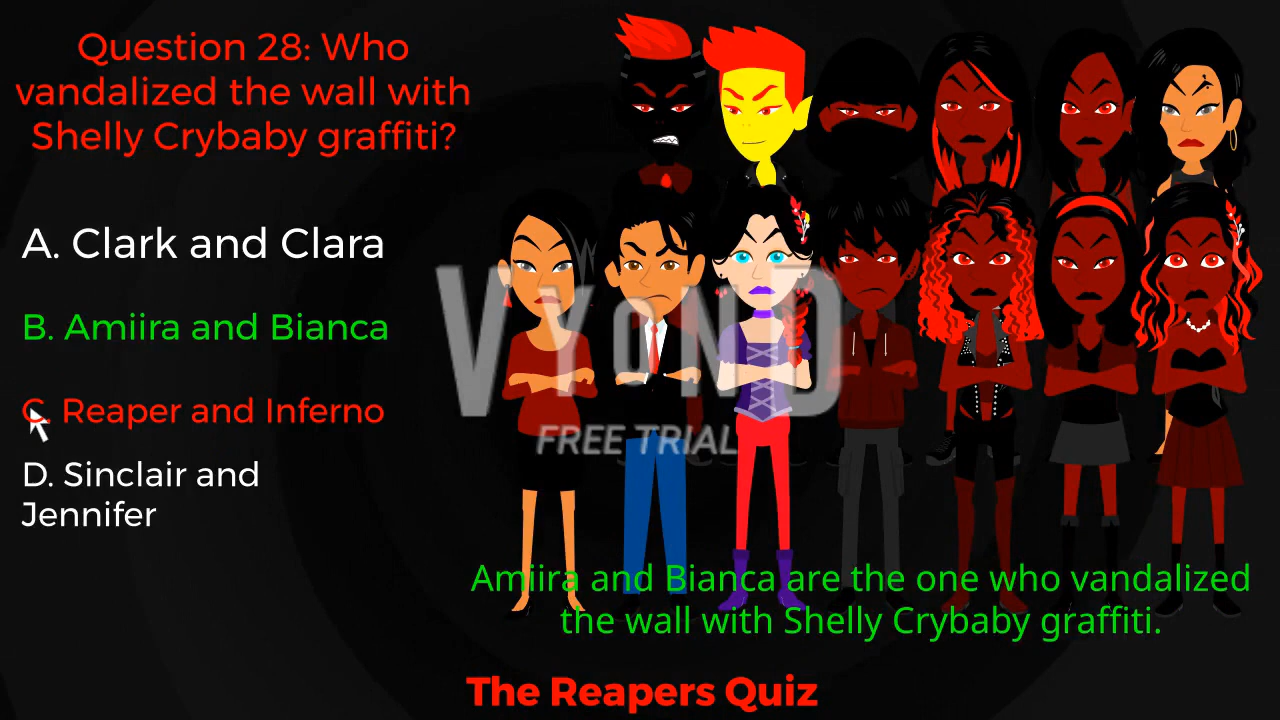 Question 28: Who
vandalized the wall with
Shelly Crybaby graffiti?
A. Clark and Clara
B. Amiira and Bianca
C. Reaper and Inferno
D. Sinclair and
Jennifer
VYOND
FREE TRIAL
Amiira and Bianca are the one who vandalized
the wall with Shelly Crybaby graffiti.
The Reapers Quiz